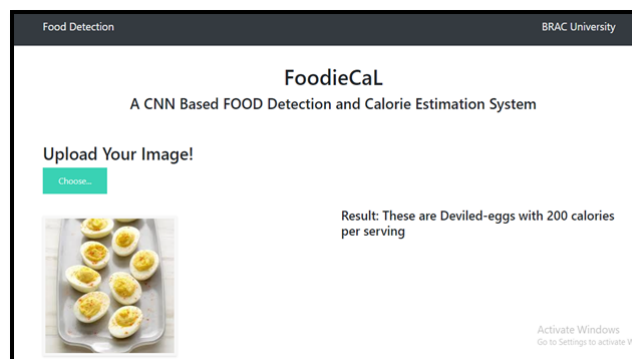 Food Detection
BRAC University
FoodieCaL
A CNN Based FOOD Detection and Calorie Estimation System
Upload Your Image!
Choose...
Result: These are Deviled-eggs with 200 calories
per serving
Activate Windows
Go to Settings to activate W